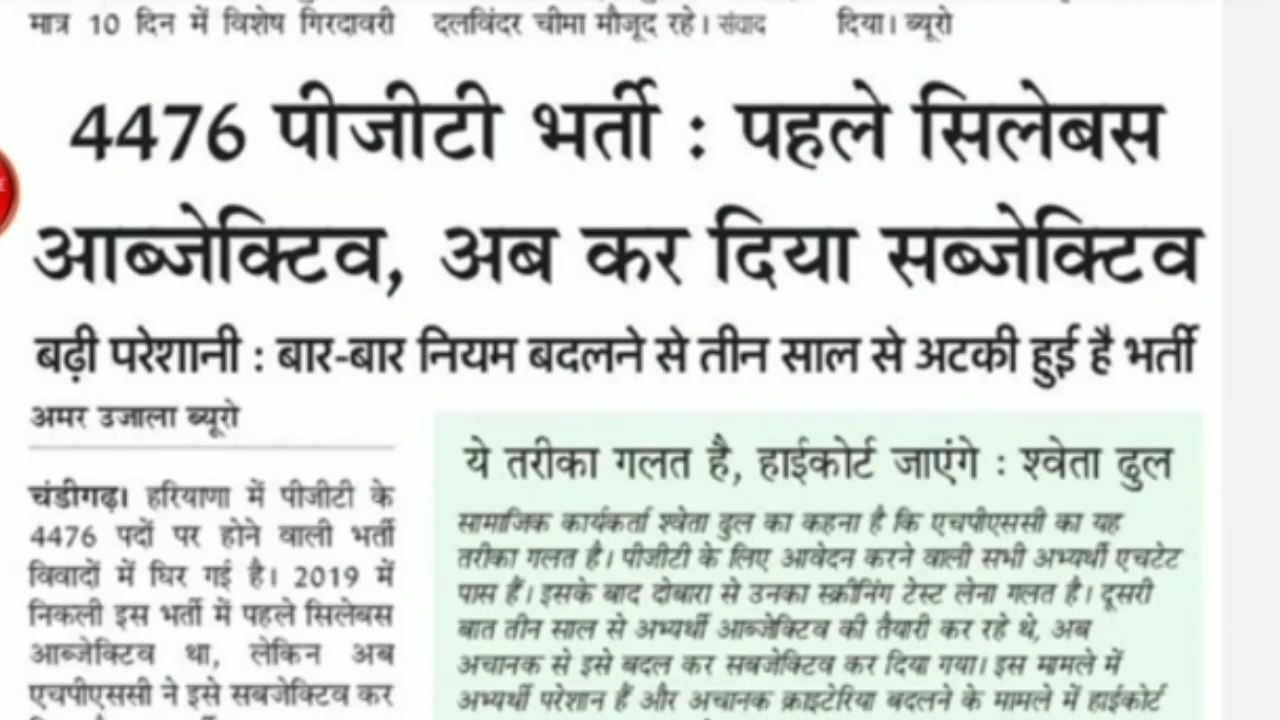 मात्र 10 दिन में विशेष गिरदावरी
दलविंदर चीमा मौजूद रहे। संवाद
दिया। ब्यूरो
4476 पीजीटी भर्ती : पहले सिलेबस
आब्जेक्टिव, अब कर दिया सब्जेक्टिव
बढ़ी परेशानी : बार-बार नियम बदलने से तीन साल से अटकी हुई है भर्ती
अमर उजाला ब्यूरो
चंडीगढ़। हरियाणा में पीजीटी के
4476 पदों पर होने वाली भर्ती
विवादों में घिर गई है। 2019 में
निकली इस भर्ती में पहले सिलेबस
आब्जेक्टिव था, लेकिन अब
एचपीएससी ने इसे सबजेक्टिव कर
ये तरीका गलत है, हाईकोर्ट जाएंगे : श्वेता ढुल
सामाजिक कार्यकर्ता श्वेता ढुल का कहना है कि एचपीएससी का यह
तरीका गलत है। पीजीटी के लिए आवेदन करने वाली सभी अभ्यर्थी एचटेट
पास हैं। इसके बाद दोबारा से उनका स्क्रीनिंग टेस्ट लेना गलत है। दूसरी
बात तीन साल से अभ्यर्थी आब्जेक्टिव की तैयारी कर रहे थे, अब
अचानक से इसे बदल कर सबजेक्टिव कर दिया गया। इस मामले में
अभ्यर्थी परेशान हैं और अचानक क्राइटेरिया बदलने के मामले में हाईकोर्ट